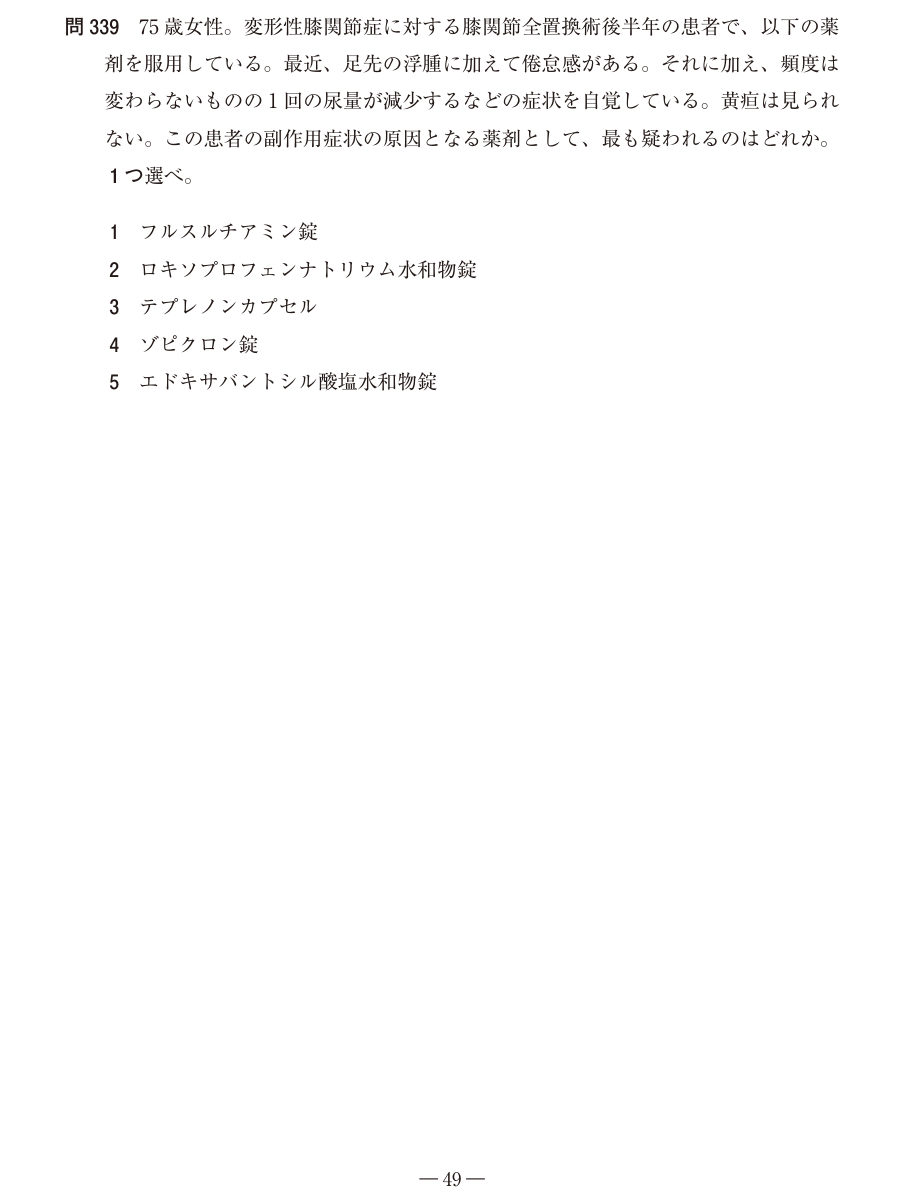 問 339 75 歳女性。変形性膝関節症に対する膝関節全置換術後半年の患者で、以下の薬
剤を服用している。最近、足先の浮腫に加えて倦怠感がある。それに加え、頻度は
変わらないものの 1 回の尿量が減少するなどの症状を自覚している。黄疸は見られ
ない。この患者の副作用症状の原因となる薬剤として、最も疑われるのはどれか。
1 つ選べ。
1 フルスルチアミン錠
2 ロキソプロフェンナトリウム水和物錠
3 テプレノンカプセル
4 ゾピクロン錠
5 エドキサバントシル酸塩水和物錠
— 49 —